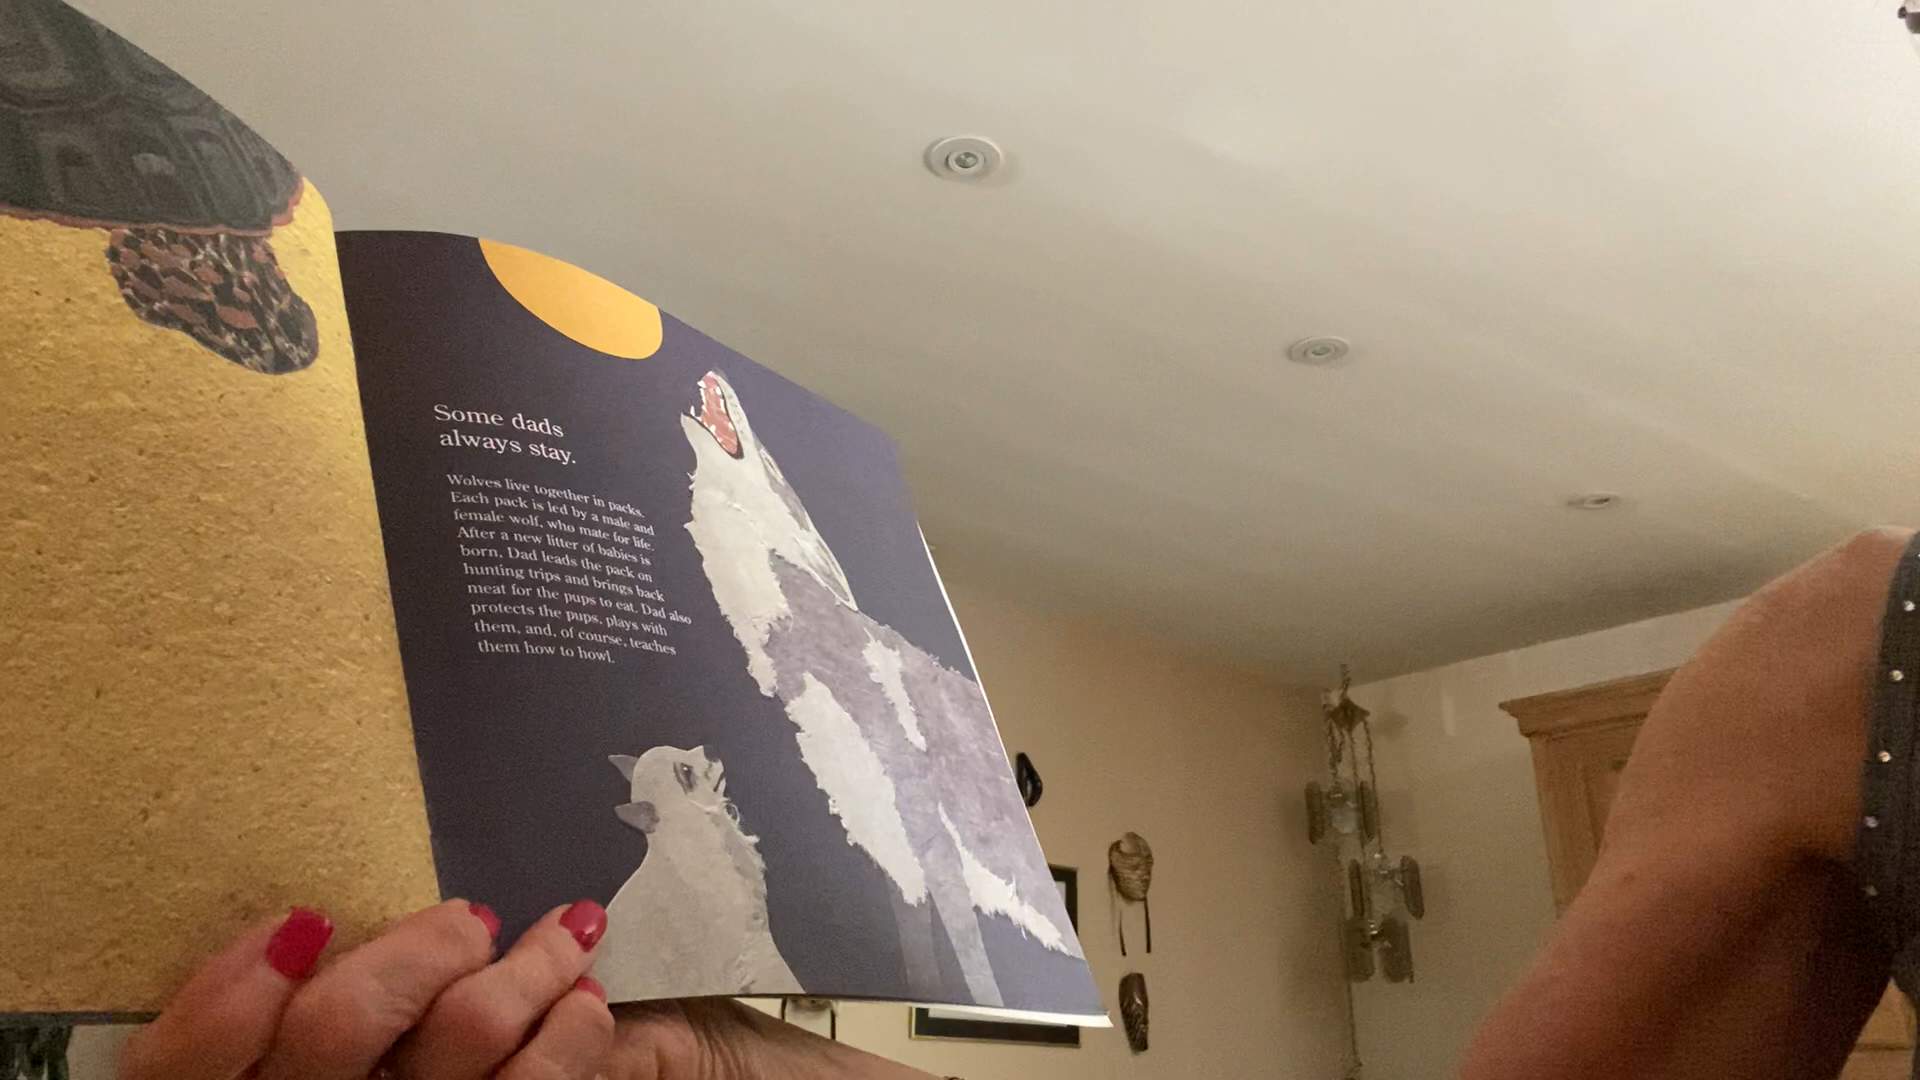 Some dads
always stay.
Wolves live together in packs.
Each pack is led by a male and
female wolf, who mate for life.
After a new litter of babies is
born, Dad leads the pack on
hunting trips and brings back
meat for the pups to eat. Dad also
protects the pups, plays with
them, and, of course, teaches
them how to howl.